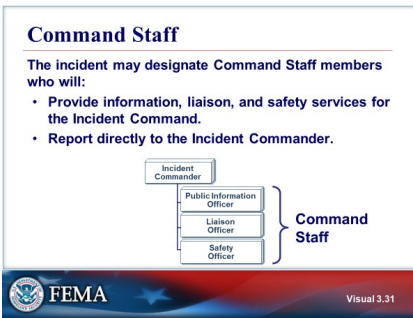 Command Staff
The incident may designate Command Staff members
who will:
• Provide information, liaison, and safety services for
the Incident Command.
• Report directly to the Incident Commander.
Incident
Commander
Public Information
Officer
Liaison
Officer
Safety
Officer
Command
Staff
FEMA
Visual 3.31